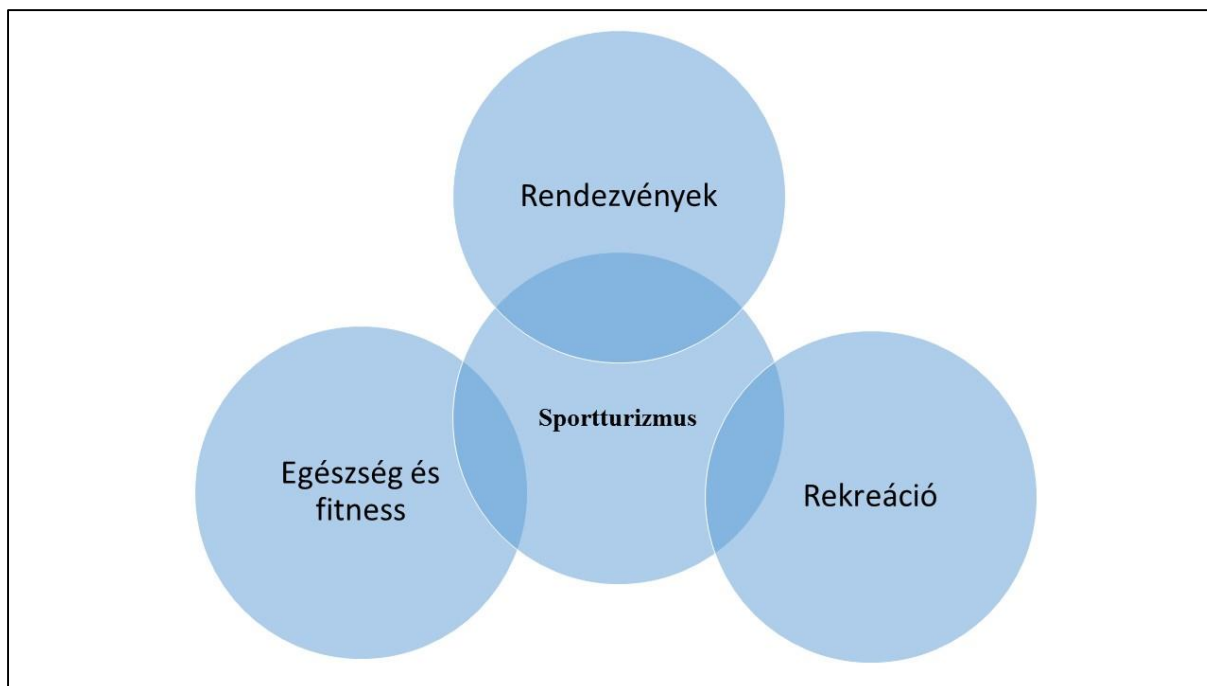 Rendezvények
Sportturizmus
Egészség és
fitness
Rekreáció